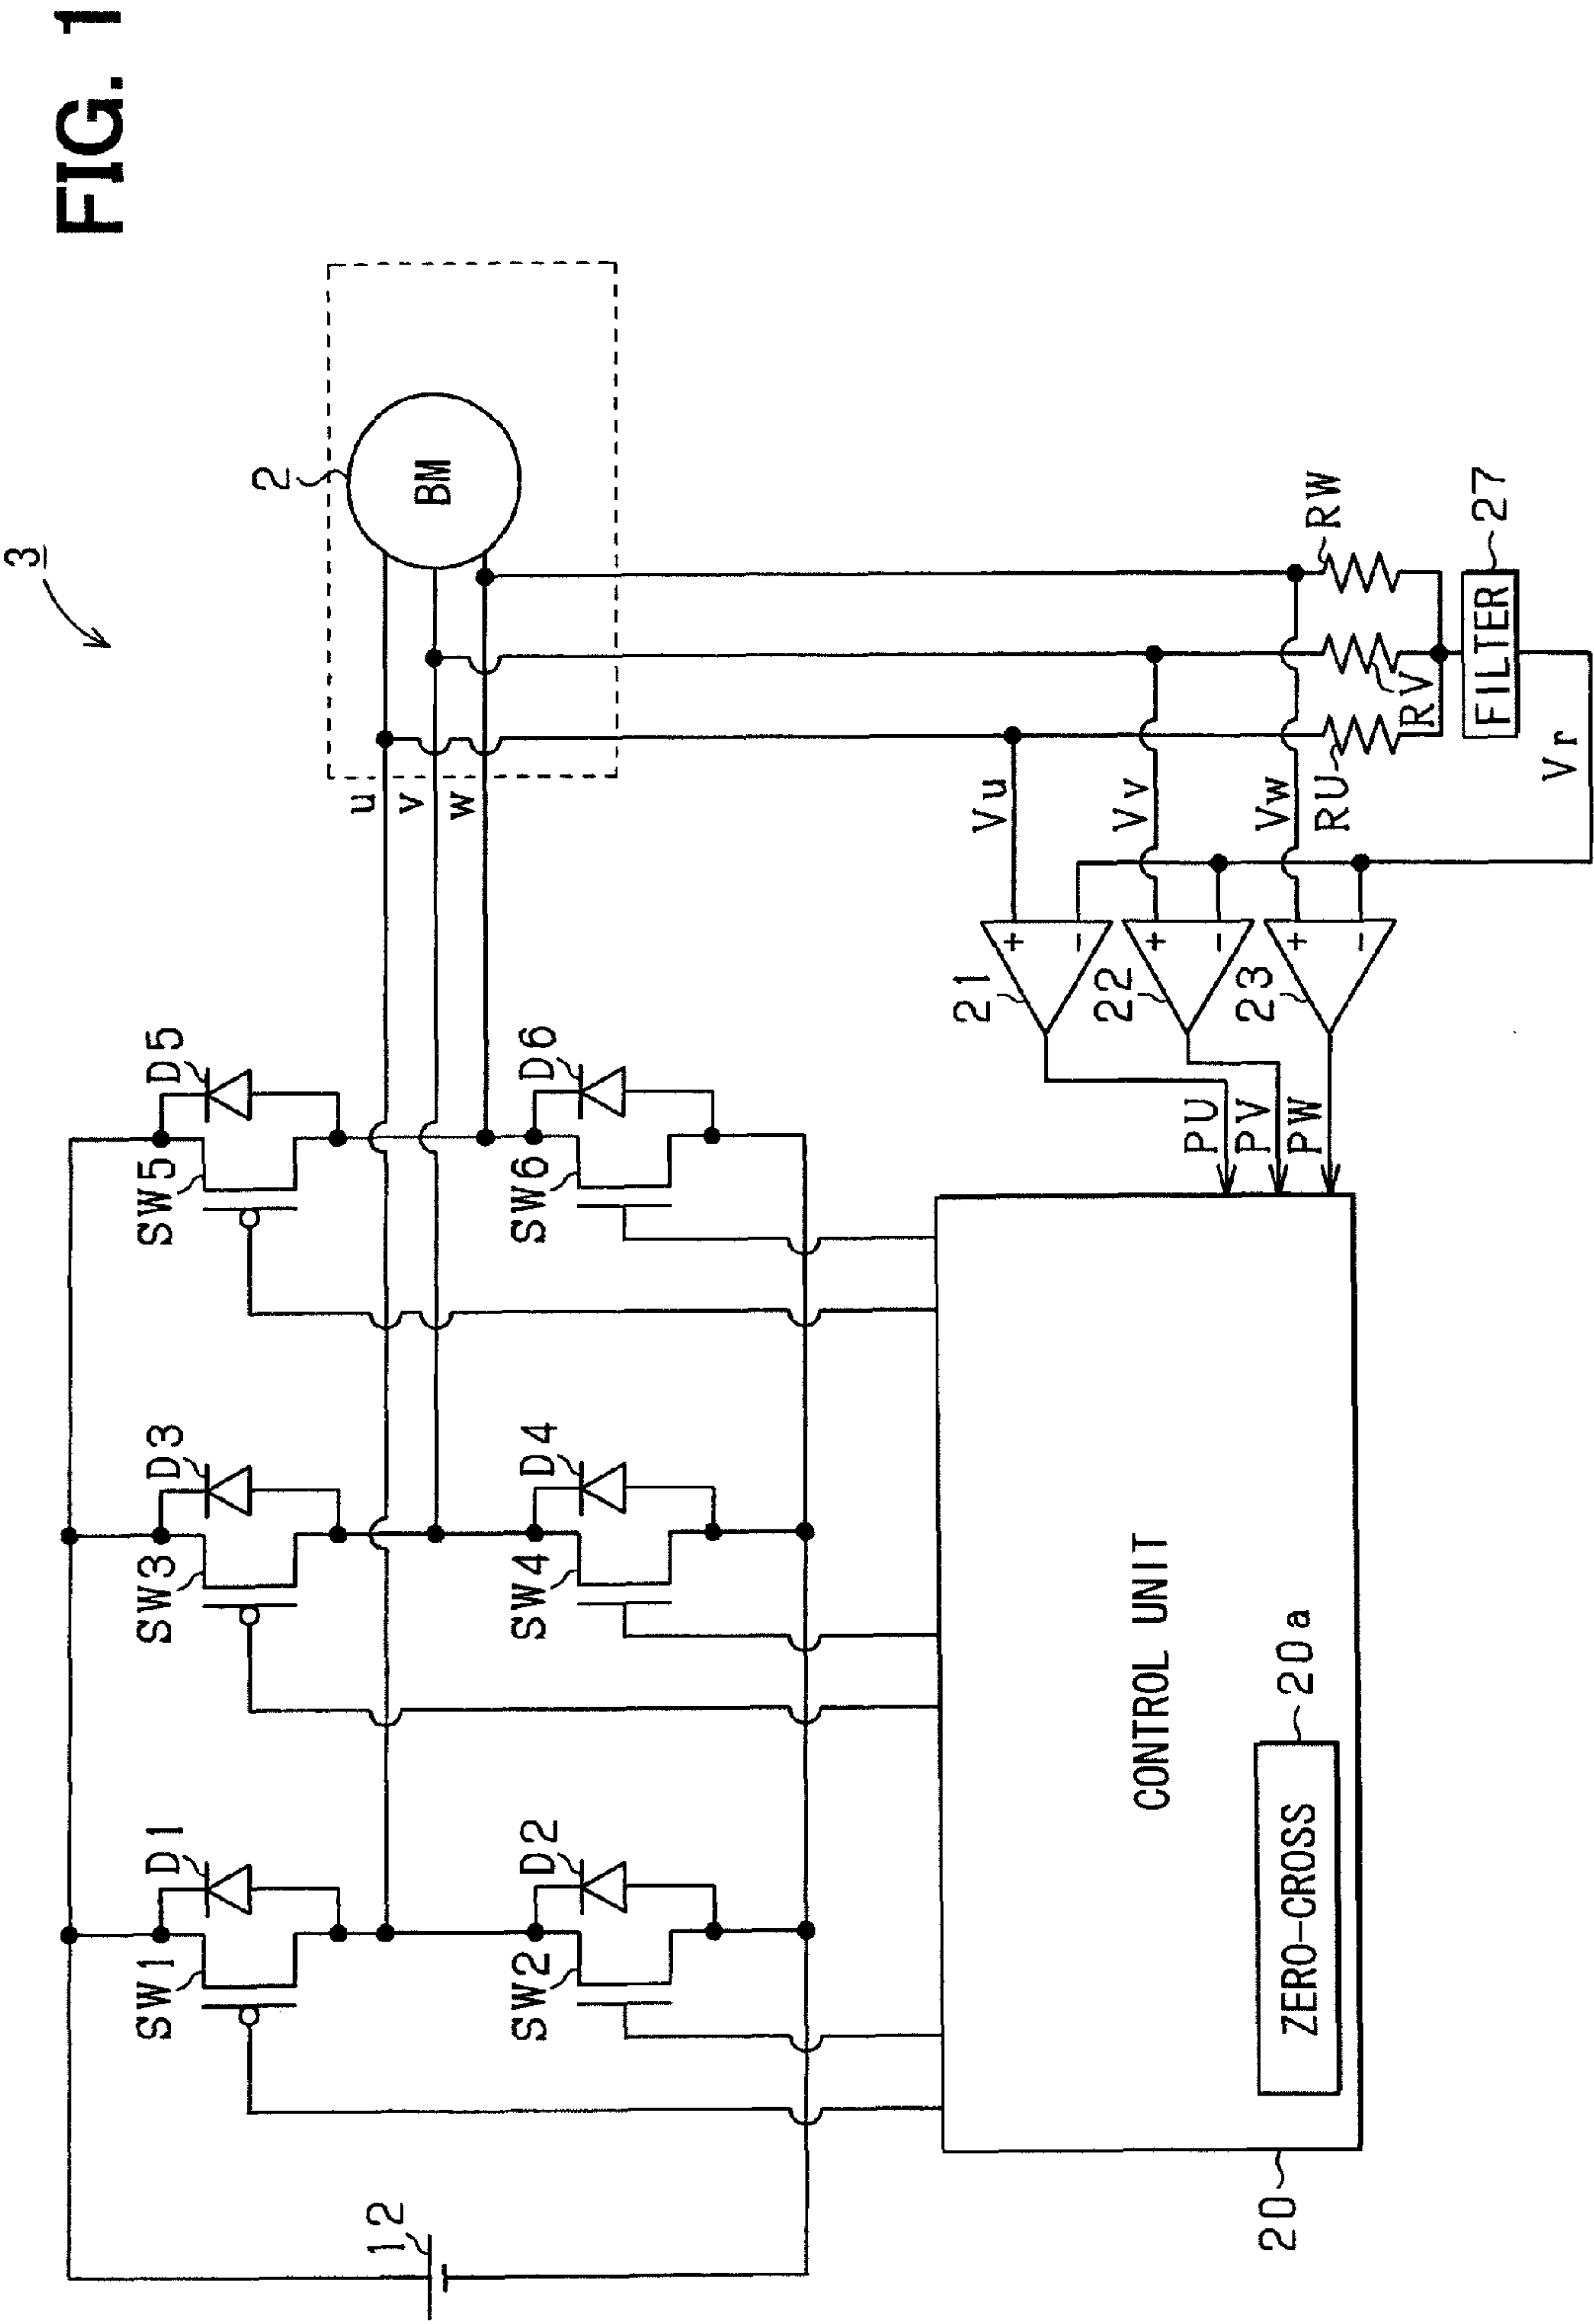 FIG. 1
3
2
BM
u
v
w
12
SW1
D1
SW3
D3
SW5
D5
SW2
D2
SW4
D4
SW6
D6
Vu
Vv
Vw
RU
RV
RW
21
22
23
FILTER
27
Vr
PU
PV
PW
CONTROL UNIT
ZERO-CROSS
20a
20